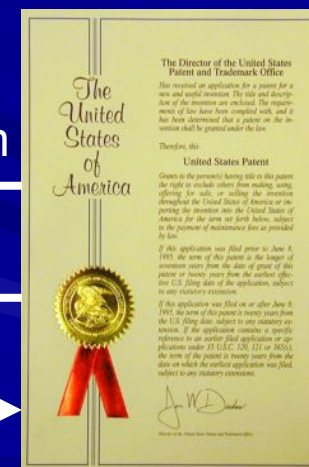 n
The
United
States
of
America
The Director of the United States
Patent and Trademark Office
Has received an application for a patent for a
new and useful invention. The title and descrip-
tion of the invention are enclosed. The require-
ments of law have been complied with, and it
has been determined that a patent on the in-
vention shall be granted under the law.
Therefore, this
United States Patent
Grants to the person(s) having title to this patent
the right to exclude others from making, using,
offering for sale, or selling the invention
throughout the United States of America or im-
porting the invention into the United States of
America for the term set forth below, subject
to the payment of maintenance fees as provided
by law.
If this application was filed prior to June 8,
1995, the term of this patent is the longer of
seventeen years from the date of grant of this
patent or twenty years from the earliest effec-
tive U.S. filing date of the application, subject
to any statutory extension.
If this application was filed on or after June 8,
1995, the term of this patent is twenty years from
the U.S. filing date, subject to any statutory ex-
tension. If the application contains a specific
reference to an earlier filed application or ap-
plications under 35 U.S.C. 120, 121 or 365(c),
the term of the patent is twenty years from the
date on which the earliest application was filed,
subject to any statutory extensions.
Director of the United States Patent and Trademark Office